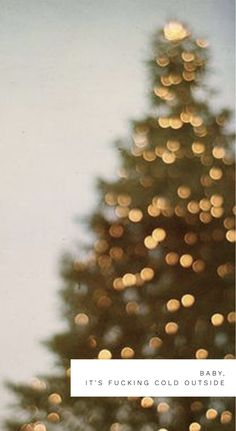 BABY,
IT'S FUCKING COLD OUTSIDE